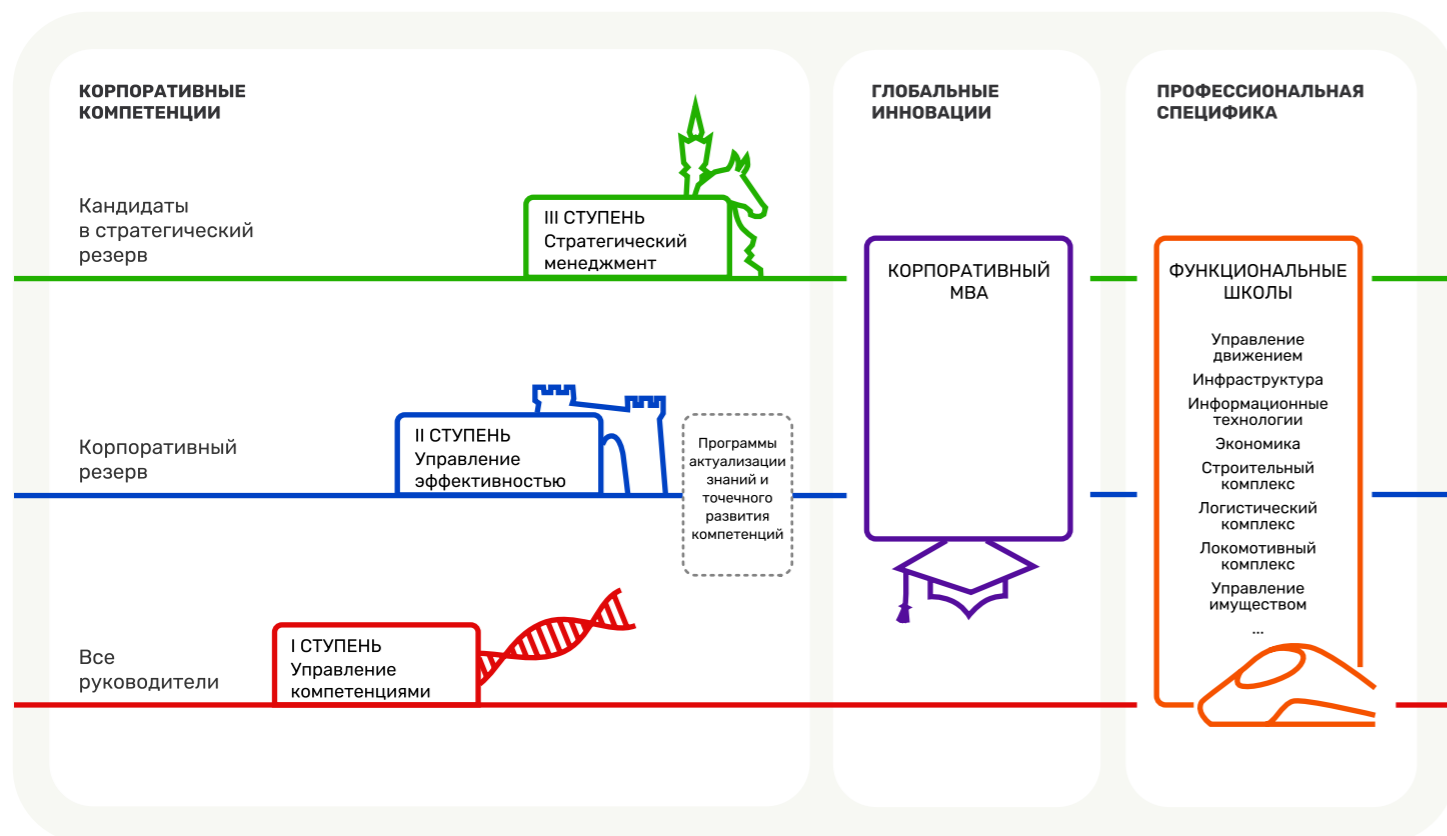 КОРПОРАТИВНЫЕ
КОМПЕТЕНЦИИ
ГЛОБАЛЬНЫЕ
ИННОВАЦИИ
ПРОФЕССИОНАЛЬНАЯ
СПЕЦИФИКА
Кандидаты
в стратегический
резерв
III СТУПЕНЬ
Стратегический
менеджмент
КОРПОРАТИВНЫЙ
МВА
ФУНКЦИОНАЛЬНЫЕ
ШКОЛЫ
Управление
движением
Инфраструктура
Информационные
технологии
Экономика
Строительный
комплекс
Логистический
комплекс
Локомотивный
комплекс
Управление
имуществом
...
Корпоративный
резерв
II СТУПЕНЬ
Управление
эффективностью
Программы
актуализации
знаний и
точечного
развития
компетенций
Все
руководители
I СТУПЕНЬ
Управление
компетенциями